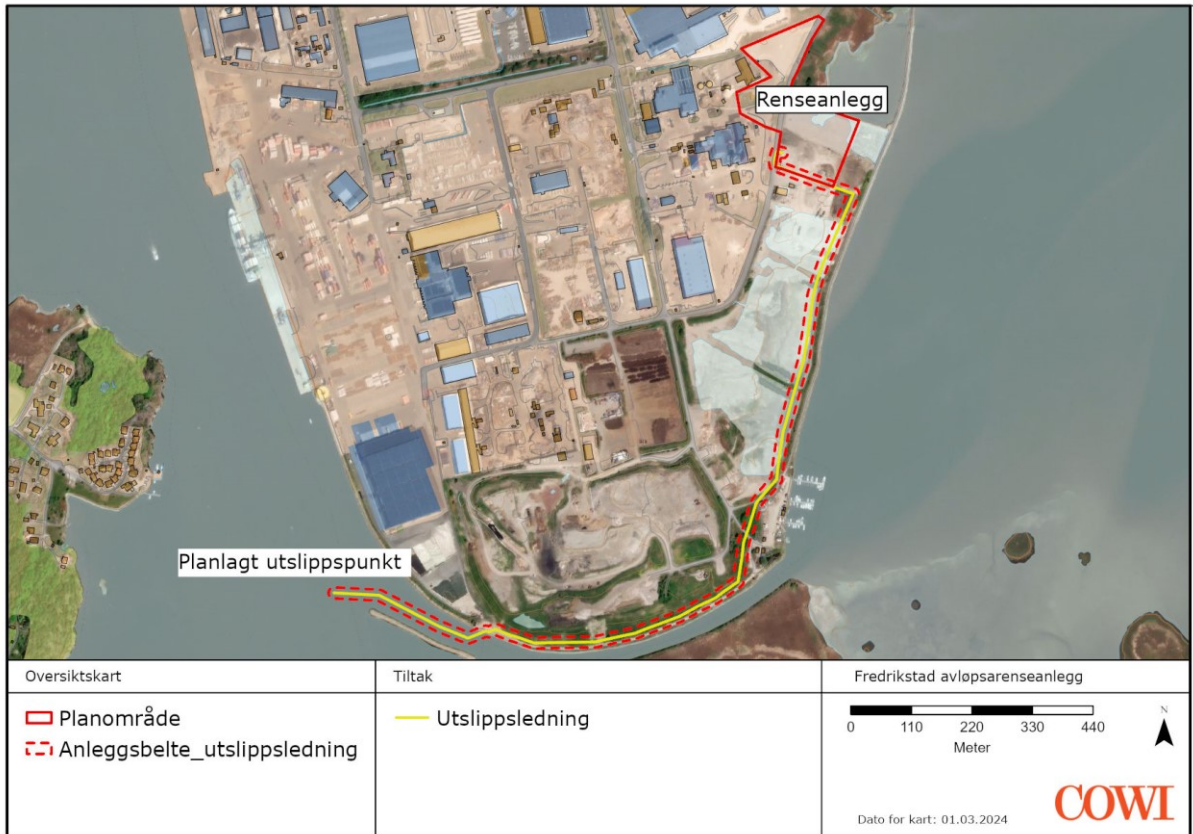 Renseanlegg
Planlagt utslippspunkt
Oversiktskart
Planområde
Anleggsbelte_utslippsledning
Tiltak
Utslippsledning
Fredrikstad avløpsarenseanlegg
0 110 220 330 440
Meter
N
Dato for kart: 01.03.2024
COWI